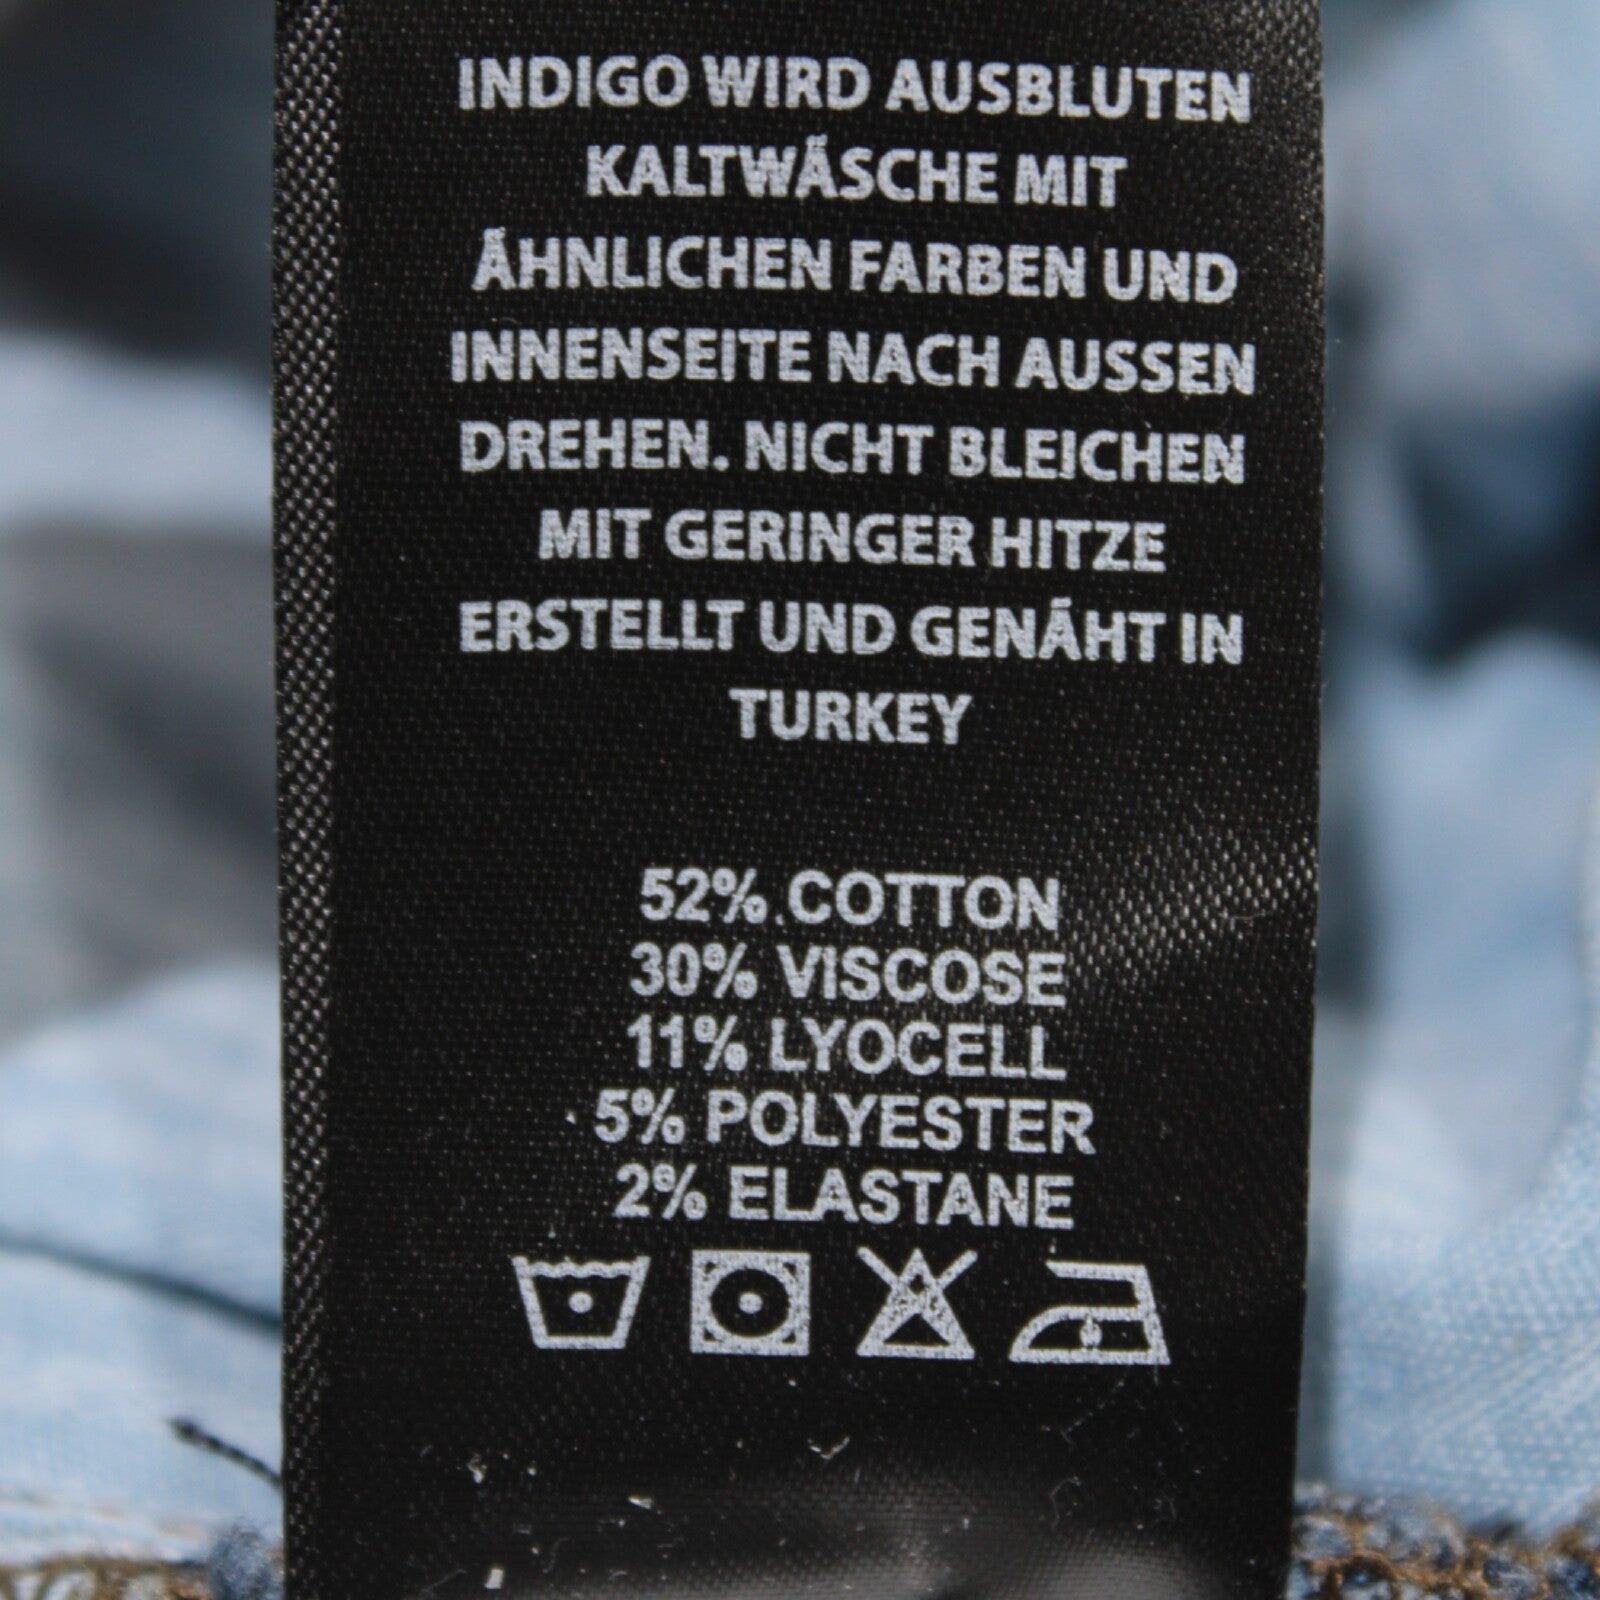 INDIGO WIRD AUSBLUTEN
KALTWÄSCHE MIT
ÄHNLICHEN FARBEN UND
INNENSEITE NACH AUSSEN
DREHEN. NICHT BLEICHEN
MIT GERINGER HITZE
ERSTELLT UND GENÄHT IN
TURKEY
52% COTTON
30% VISCOSE
11% LYOCELL
5% POLYESTER
2% ELASTANE